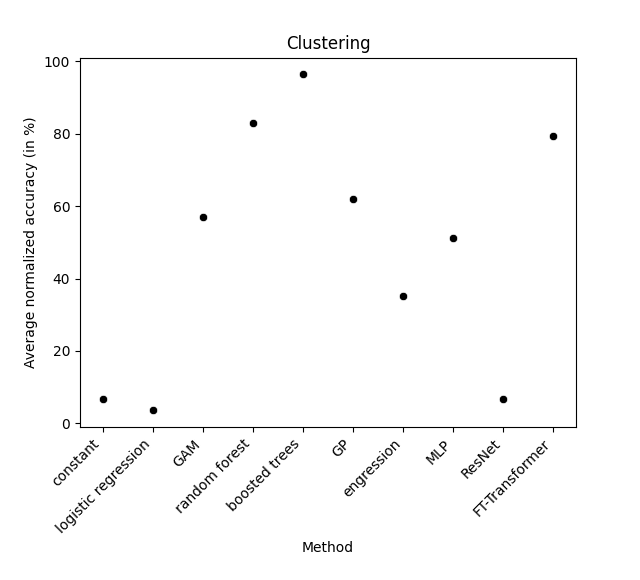 Clustering
Average normalized accuracy (in %)
100
80
60
40
20
0
constant
logistic regression
GAM
random forest
boosted trees
GP
engression
MLP
ResNet
FT-Transformer
Method